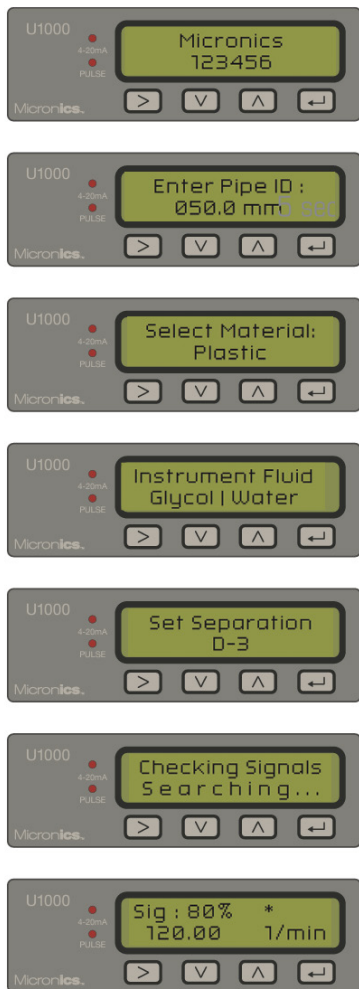 U1000
4-20mA
PULSE
Micronics
123456
> V Λ ↵
Micronics
U1000
4-20mA
PULSE
Enter Pipe ID :
050.0 mm
> V Λ ↵
Micronics
U1000
4-20mA
PULSE
Select Material:
Plastic
> V Λ ↵
Micronics
U1000
4-20mA
PULSE
Instrument Fluid
Glycol | Water
> V Λ ↵
Micronics
U1000
4-20mA
PULSE
Set Separation
D-3
> V Λ ↵
Micronics
U1000
4-20mA
PULSE
Checking Signals
Searching...
> V Λ ↵
Micronics
U1000
4-20mA
PULSE
Sig : 80% *
120.00 1/min
> V Λ ↵
Micronics